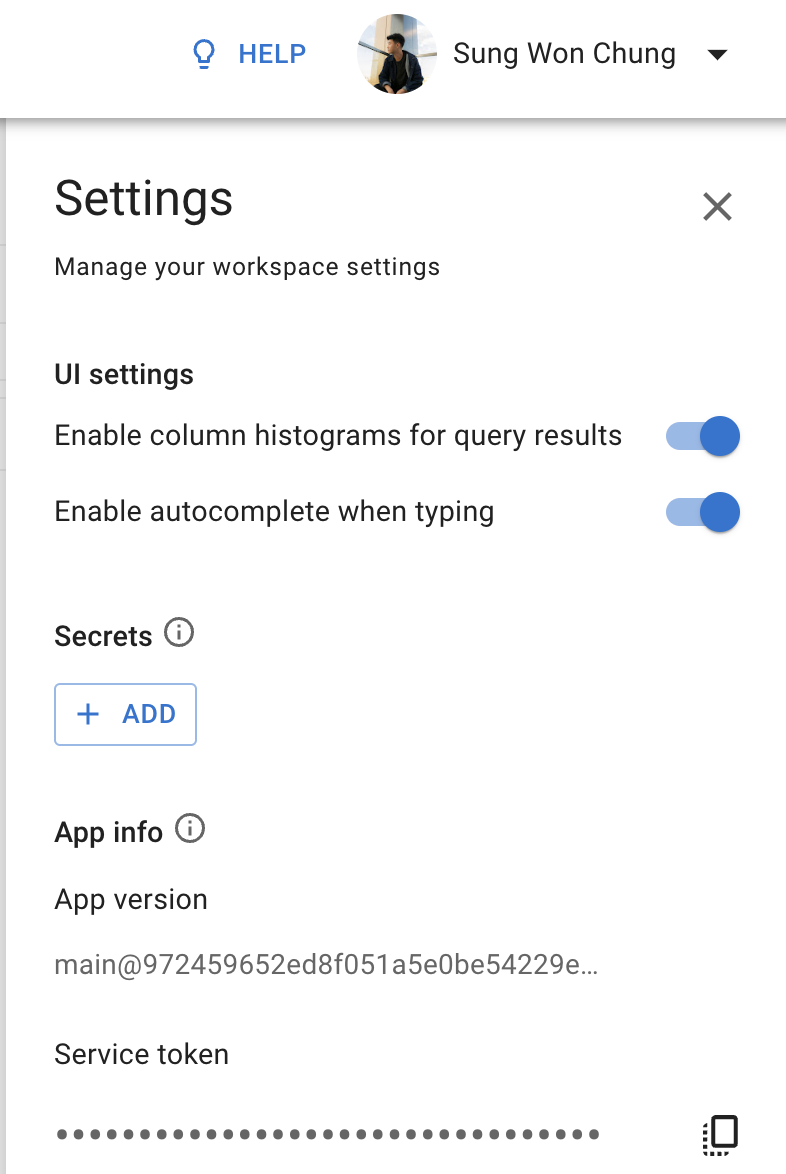 HELP
Sung Won Chung
Settings
Manage your workspace settings
UI settings
Enable column histograms for query results
Enable autocomplete when typing
Secrets
+ ADD
App info
App version
main@972459652ed8f051a5e0be54229e…
Service token
•••••••••••••••••••••••••••••••••